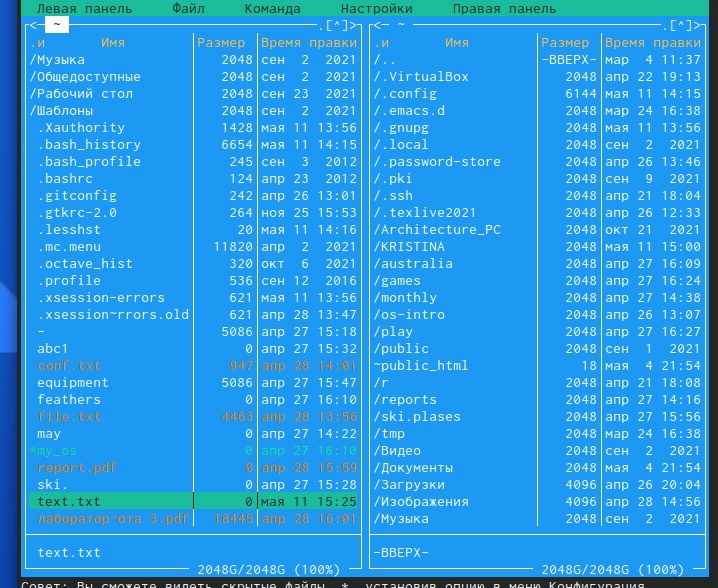 Левая панель Файл Команда Настройки Правая панель
<─ ~ .[^]>
.и Имя Размер Время правки
/Музыка 2048 сен 2 2021
/Общедоступные 2048 сен 2 2021
/Рабочий стол 2048 сен 23 2021
/Шаблоны 2048 сен 2 2021
.Xauthority 1428 мая 11 13:56
.bash_history 6654 мая 11 14:15
.bash_profile 245 сен 3 2012
.bashrc 124 апр 23 2012
.gitconfig 242 апр 26 13:01
.gtkrc-2.0 264 ноя 25 15:53
.lesshst 20 мая 11 14:16
.mc.menu 11820 апр 2 2021
.octave_hist 320 окт 6 2021
.profile 536 сен 12 2016
.xsession-errors 621 мая 11 13:56
.xsession~rrors.old 621 апр 28 13:47
– 5086 апр 27 15:18
abc1 0 апр 27 15:32
conf.txt 947 апр 28 14:01
equipment 5086 апр 27 15:47
feathers 0 апр 27 16:10
file.txt 4463 апр 28 13:56
may 0 апр 27 14:22
*my_os 0 апр 27 16:10
report.pdf 0 апр 28 15:59
ski. 0 апр 27 15:28
text.txt 0 мая 11 15:25
лаборатор~ота 3.pdf 18445 апр 28 16:01
text.txt
2048G/2048G (100%)
<─ ~ .[^]>
.и Имя Размер Время правки
/.. -ВВЕРХ- мар 4 11:37
/.VirtualBox 2048 апр 22 19:13
/.config 6144 мая 11 14:15
/.emacs.d 2048 мар 24 16:38
/.gnupg 2048 мая 11 13:56
/.local 2048 сен 2 2021
/.password-store 2048 апр 26 13:46
/.pki 2048 сен 9 2021
/.ssh 2048 апр 21 18:04
/.texlive2021 2048 апр 26 12:33
/Architecture_PC 2048 окт 21 2021
/KRISTINA 2048 мая 11 15:00
/australia 2048 апр 27 16:09
/games 2048 апр 27 16:24
/monthly 2048 апр 27 14:38
/os-intro 2048 апр 26 13:07
/play 2048 апр 27 16:27
/public 2048 сен 1 2021
~public_html 18 мая 4 21:54
/r 2048 апр 21 18:08
/reports 2048 апр 27 14:16
/ski.plases 2048 апр 27 15:56
/tmp 2048 мар 24 16:38
/Видео 2048 сен 2 2021
/Документы 2048 мая 4 21:54
/Загрузки 4096 апр 26 20:04
/Изображения 4096 апр 28 14:56
/Музыка 2048 сен 2 2021
-ВВЕРХ-
2048G/2048G (100%)
Совет: Вы сможете видеть скрытые файлы .*, установив опцию в меню Конфигурация.